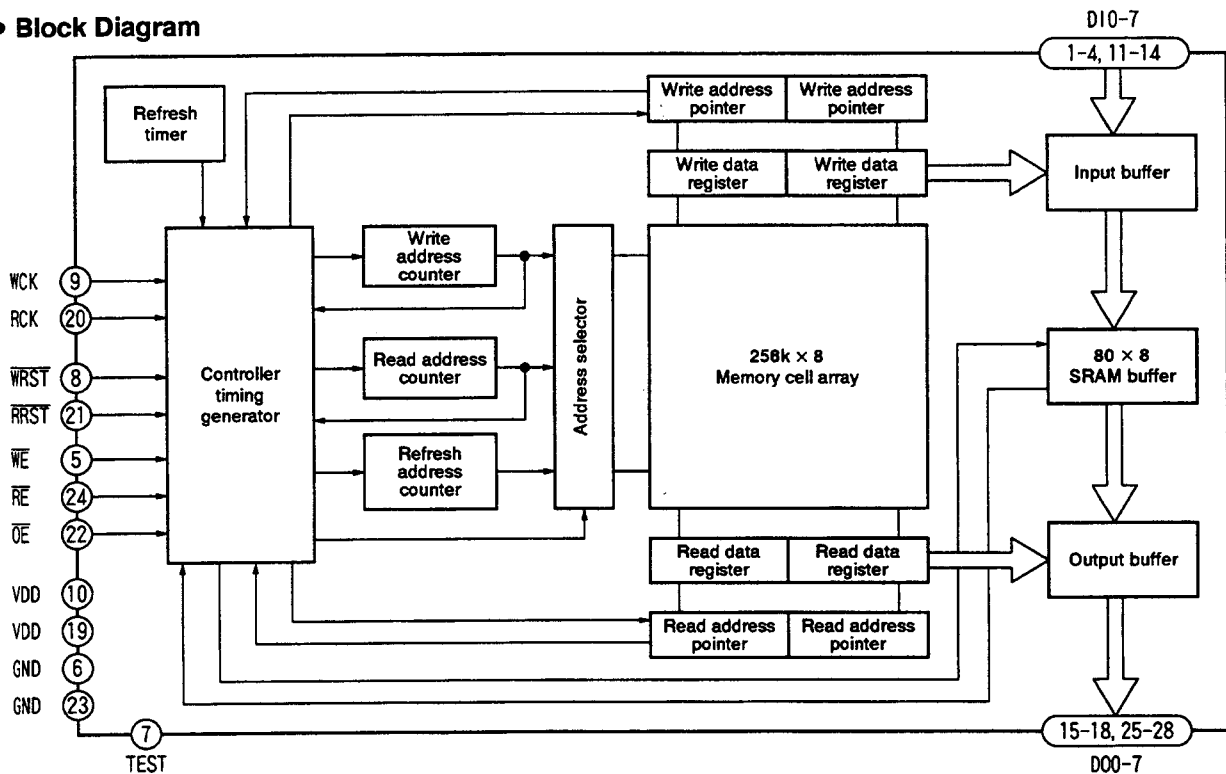 • Block Diagram
DI0-7
1-4, 11-14
Refresh
timer
Write address
pointer
Write address
pointer
Write data
register
Write data
register
Input buffer
WCK
9
RCK
20
WRST
8
RRST
21
WE
5
RE
24
OE
22
VDD
10
VDD
19
GND
6
GND
23
Controller
timing
generator
Write
address
counter
Read address
counter
Refresh
address
counter
Address selector
256k × 8
Memory cell array
80 × 8
SRAM buffer
Read data
register
Read data
register
Output buffer
Read address
pointer
Read address
pointer
7
TEST
15-18, 25-28
DO0-7